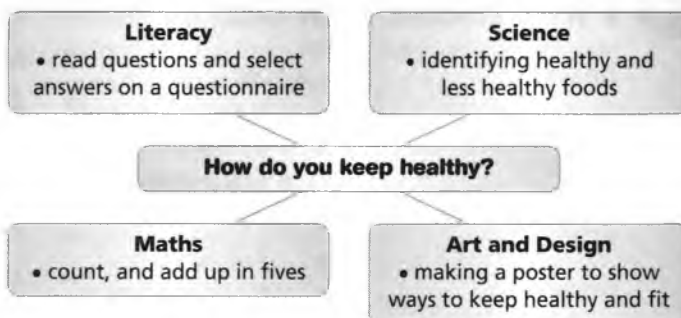 Literacy
• read questions and select
answers on a questionnaire
Science
• identifying healthy and
less healthy foods
How do you keep healthy?
Maths
• count, and add up in fives
Art and Design
• making a poster to show
ways to keep healthy and fit